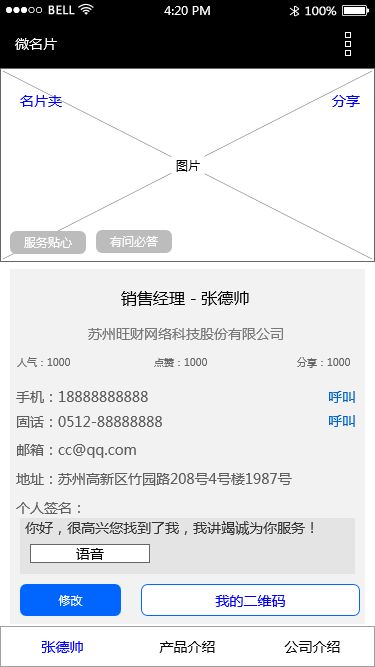 BELL 4:20 PM 100%
微名片
名片夹 分享
图片
服务贴心 有问必答
销售经理 - 张德帅
苏州旺财网络科技股份有限公司
人气：1000 点赞：1000 分享：1000
手机：18888888888 呼叫
固话：0512-88888888 呼叫
邮箱：cc@qq.com
地址：苏州高新区竹园路208号4号楼1987号
个人签名：
你好，很高兴您找到了我，我讲竭诚为你服务！
语音
修改 我的二维码
张德帅 产品介绍 公司介绍